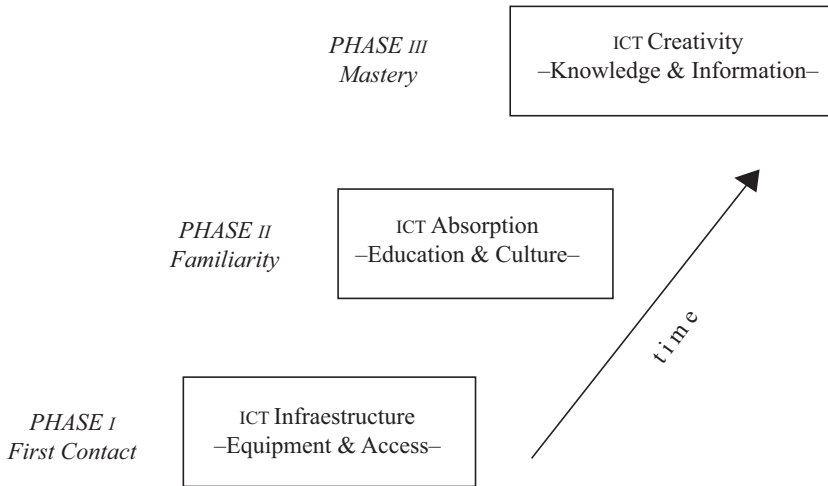 PHASE III
Mastery
ICT Creativity
–Knowledge & Information–
PHASE II
Familiarity
ICT Absorption
–Education & Culture–
time
PHASE I
First Contact
ICT Infraestructure
–Equipment & Access–